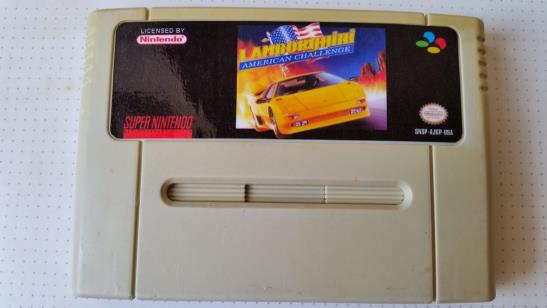 LICENSED BY
Nintendo
LAMBORGHINI
AMERICAN CHALLENGE
SUPER NINTENDO
SNSP-AJKP-USA